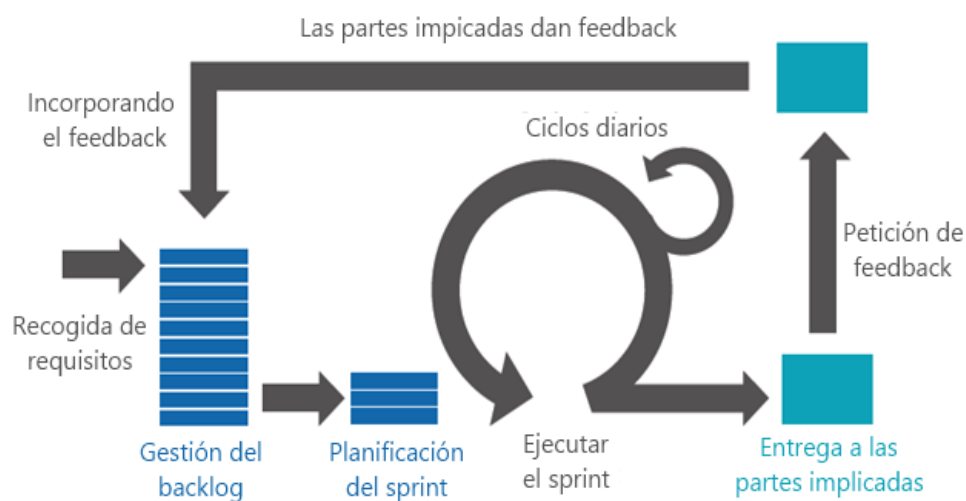 Las partes impicadas dan feedback
Incorporando
el feedback
Ciclos diarios
Petición de
feedback
Recogida de
requisitos
Gestión del
backlog
Planificación
del sprint
Ejecutar
el sprint
Entrega a las
partes implicadas